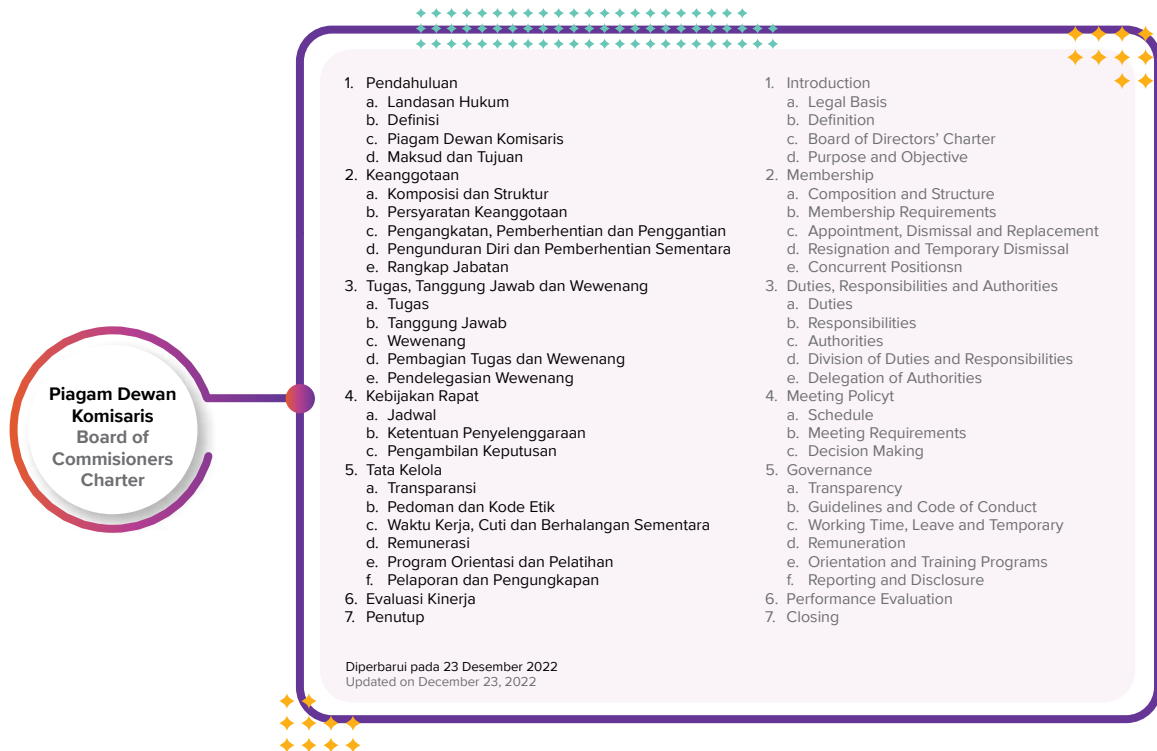 Piagam Dewan
Komisaris
Board of
Commisioners
Charter
1. Pendahuluan
a. Landasan Hukum
b. Definisi
c. Piagam Dewan Komisaris
d. Maksud dan Tujuan
2. Keanggotaan
a. Komposisi dan Struktur
b. Persyaratan Keanggotaan
c. Pengangkatan, Pemberhentian dan Penggantian
d. Pengunduran Diri dan Pemberhentian Sementara
e. Rangkap Jabatan
3. Tugas, Tanggung Jawab dan Wewenang
a. Tugas
b. Tanggung Jawab
c. Wewenang
d. Pembagian Tugas dan Wewenang
e. Pendelegasian Wewenang
4. Kebijakan Rapat
a. Jadwal
b. Ketentuan Penyelenggaraan
c. Pengambilan Keputusan
5. Tata Kelola
a. Transparansi
b. Pedoman dan Kode Etik
c. Waktu Kerja, Cuti dan Berhalangan Sementara
d. Remunerasi
e. Program Orientasi dan Pelatihan
f. Pelaporan dan Pengungkapan
6. Evaluasi Kinerja
7. Penutup
1. Introduction
a. Legal Basis
b. Definition
c. Board of Directors' Charter
d. Purpose and Objective
2. Membership
a. Composition and Structure
b. Membership Requirements
c. Appointment, Dismissal and Replacement
d. Resignation and Temporary Dismissal
e. Concurrent Positionsn
3. Duties, Responsibilities and Authorities
a. Duties
b. Responsibilities
c. Authorities
d. Division of Duties and Responsibilities
e. Delegation of Authorities
4. Meeting Policyt
a. Schedule
b. Meeting Requirements
c. Decision Making
5. Governance
a. Transparency
b. Guidelines and Code of Conduct
c. Working Time, Leave and Temporary
d. Remuneration
e. Orientation and Training Programs
f. Reporting and Disclosure
6. Performance Evaluation
7. Closing
Diperbarui pada 23 Desember 2022
Updated on December 23, 2022